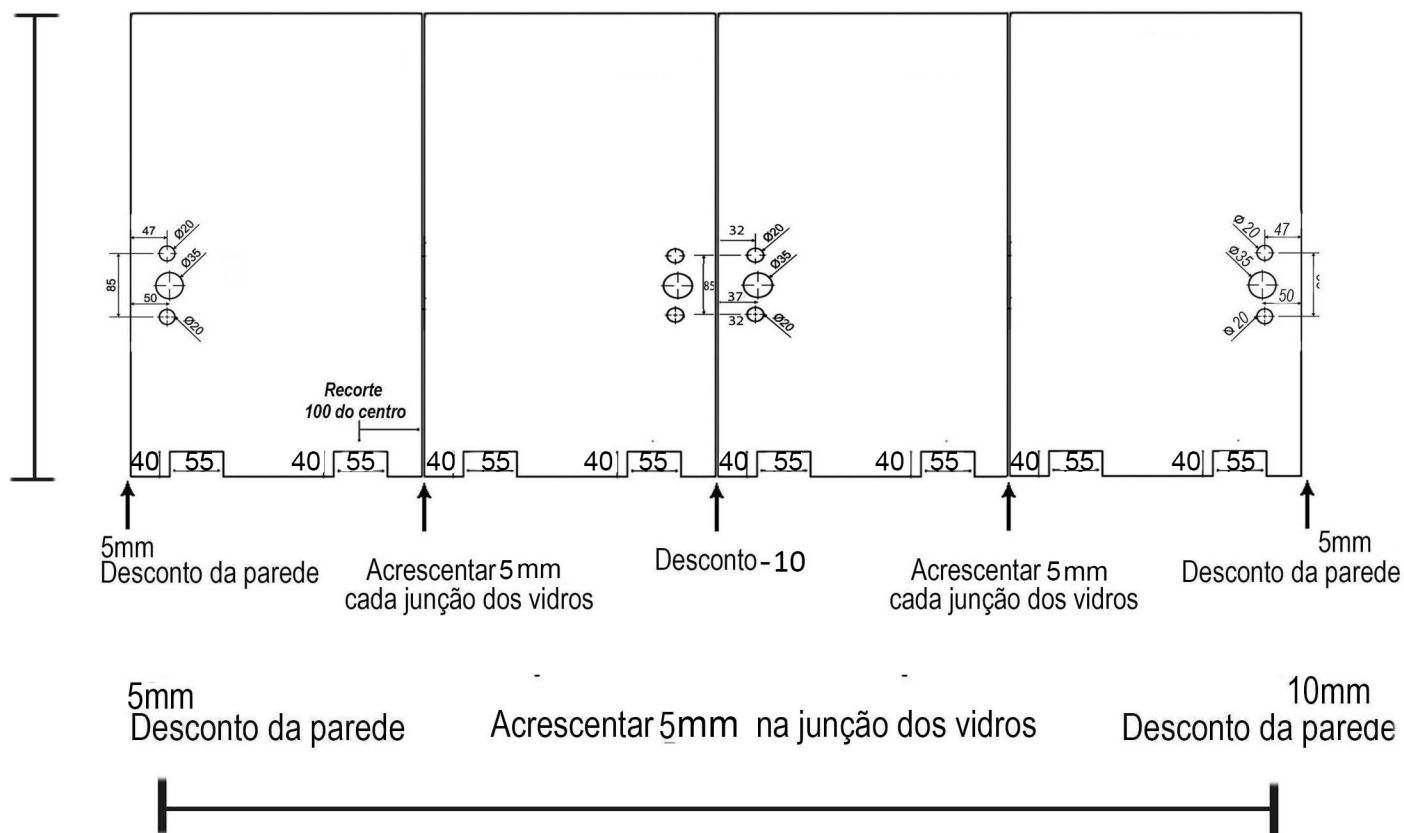 47
Ø20
Ø35
85
50
Ø20
32
Ø20
Ø35
85
37
32
Ø20
Ø 20
47
Ø35
50
Ø 20
Recorte
100 do centro
40 55 40 55 40 55 40 55 40 55 40 55 40 55 40 55
5mm
Desconto da parede
Acrescentar 5 mm
cada junção dos vidros
Desconto -10
Acrescentar 5 mm
cada junção dos vidros
5mm
Desconto da parede
5mm
Desconto da parede
Acrescentar 5mm na junção dos vidros
10mm
Desconto da parede